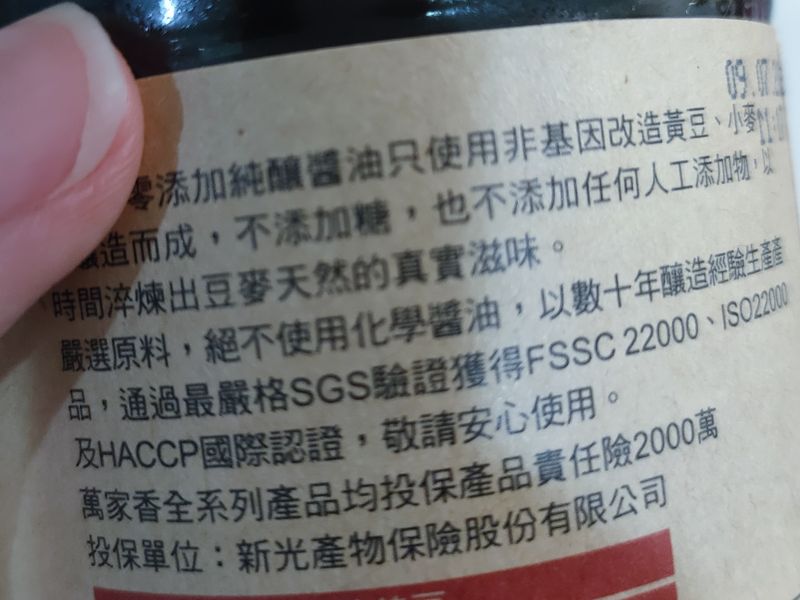 09.07
11:0
零添加純釀醬油只使用非基因改造黃豆、小麥
造而成，不添加糖，也不添加任何人工添加物，以
時間淬煉出豆麥天然的真實滋味。
嚴選原料，絕不使用化學醬油，以數十年釀造經驗生產產
品，通過最嚴格SGS驗證獲得FSSC 22000、ISO22000
及HACCP國際認證，敬請安心使用。
萬家香全系列產品均投保產品責任險2000萬
投保單位：新光產物保險股份有限公司